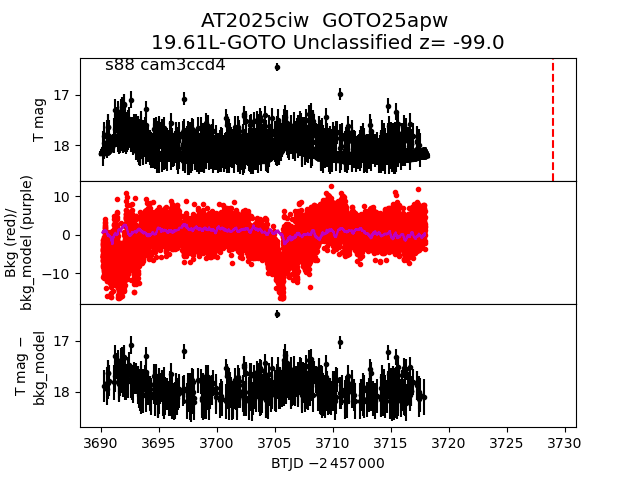 AT2025ciw GOTO25apw
19.61L-GOTO Unclassified z= -99.0
s88 cam3ccd4
T mag
17
18
Bkg (red)/
bkg_model (purple)
10
0
−10
T mag −
bkg_model
17
18
3690 3695 3700 3705 3710 3715 3720 3725 3730
BTJD −2 457 000